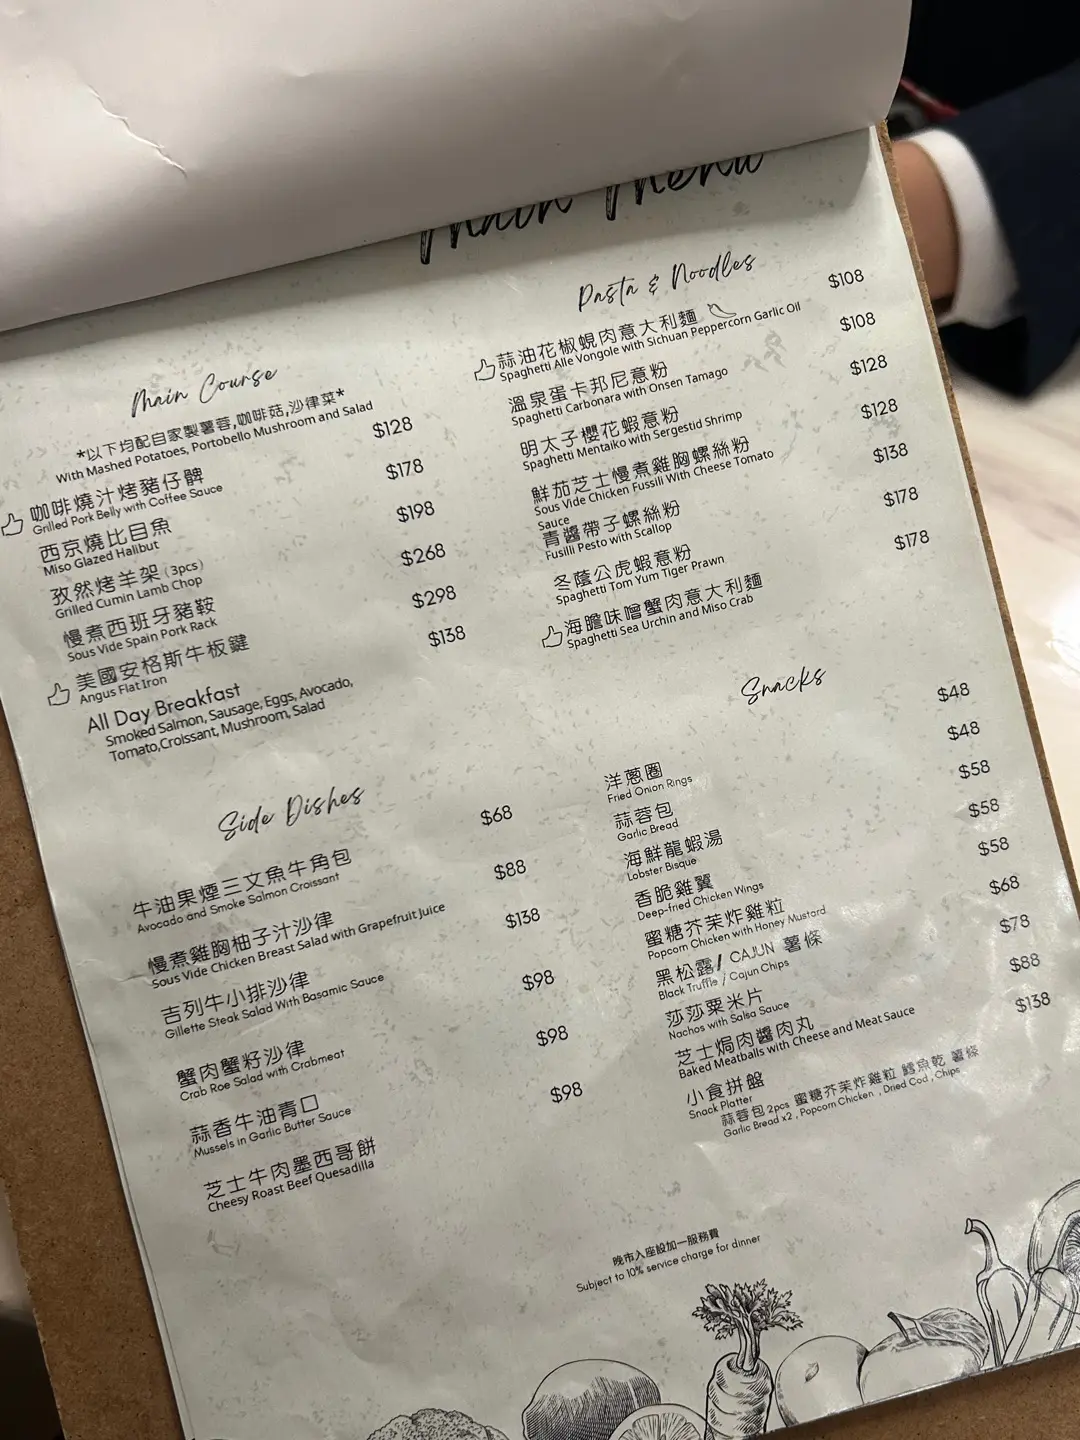 Main Menu
Main Course
*以下均配自家製薯蓉,咖啡菇,沙律菜*
With Mashed Potatoes, Portobello Mushroom and Salad
咖啡燒汁烤豬仔髀 $128
Grilled Pork Belly with Coffee Sauce
西京燒比目魚 $178
Miso Glazed Halibut
孜然烤羊架 (3pcs) $198
Grilled Cumin Lamb Chop
慢煮西班牙豬鞍 $268
Sous Vide Spain Pork Rack
美國安格斯牛板鍵 $298
Angus Flat Iron
All Day Breakfast $138
Smoked Salmon, Sausage, Eggs, Avocado,
Tomato,Croissant, Mushroom, Salad
Side Dishes
牛油果煙三文魚牛角包 $68
Avocado and Smoke Salmon Croissant
慢煮雞胸柚子汁沙律 $88
Sous Vide Chicken Breast Salad with Grapefruit Juice
吉列牛小排沙律 $138
Gillette Steak Salad With Basamic Sauce
蟹肉蟹籽沙律 $98
Crab Roe Salad with Crabmeat
蒜香牛油青口 $98
Mussels in Garlic Butter Sauce
芝士牛肉墨西哥餅 $98
Cheesy Roast Beef Quesadilla
Pasta & Noodles
蒜油花椒蜆肉意大利麵 $108
Spaghetti Alle Vongole with Sichuan Peppercorn Garlic Oil
溫泉蛋卡邦尼意粉 $108
Spaghetti Carbonara with Onsen Tamago
明太子櫻花蝦意粉 $128
Spaghetti Mentaiko with Sergestid Shrimp
鮮茄芝士慢煮雞胸螺絲粉 $128
Sous Vide Chicken Fussili With Cheese Tomato
Sauce
青醬帶子螺絲粉 $138
Fusilli Pesto with Scallop
冬蔭公虎蝦意粉 $178
Spaghetti Tom Yum Tiger Prawn
海膽味噌蟹肉意大利麵 $178
Spaghetti Sea Urchin and Miso Crab
Snacks
洋蔥圈 $48
Fried Onion Rings
蒜蓉包 $48
Garlic Bread
海鮮龍蝦湯 $58
Lobster Bisque
香脆雞翼 $58
Deep-fried Chicken Wings
蜜糖芥茉炸雞粒 $58
Popcorn Chicken with Honey Mustard
黑松露/ CAJUN 薯條 $68
Black Truffle / Cajun Chips
莎莎粟米片 $78
Nachos with Salsa Sauce
芝士焗肉醬肉丸 $88
Baked Meatballs with Cheese and Meat Sauce
小食拼盤 $138
Snack Platter
蒜蓉包2pcs 蜜糖芥茉炸雞粒 鱈魚乾 薯條
Garlic Bread x2 , Popcorn Chicken , Dried Cod , Chips
晚市入座設加一服務費
Subject to 10% service charge for dinner